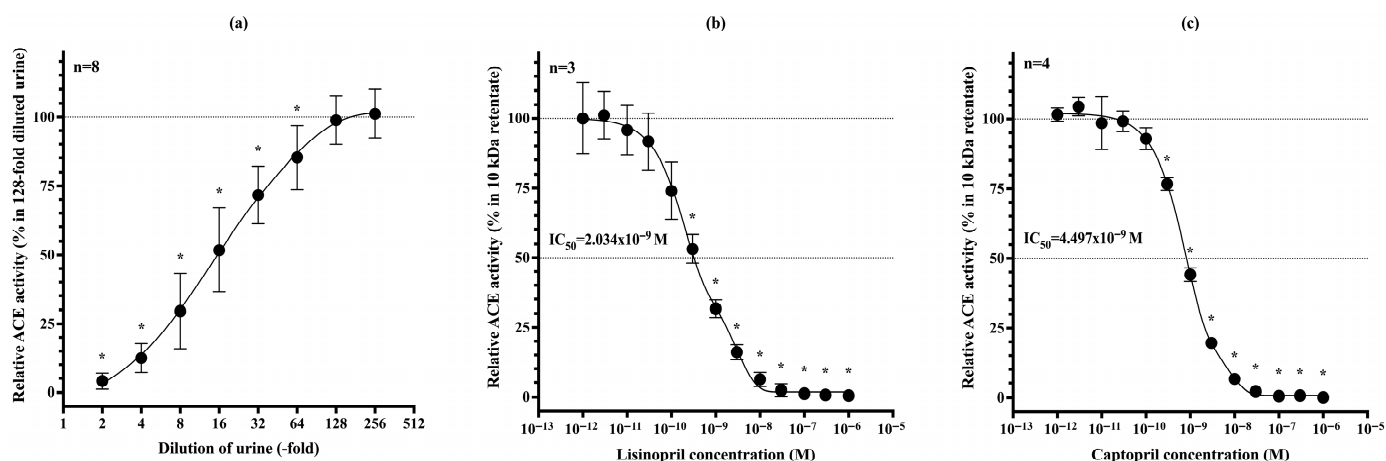 (a)
n=8
Relative ACE activity (% in 128-fold diluted urine)
100
75
50
25
0
* * * * * *
1 2 4 8 16 32 64 128 256 512
Dilution of urine (-fold)
(b)
n=3
Relative ACE activity (% in 10 kDa retentate)
100
75
50
25
0
IC50=2.034x10⁻⁹ M
* * * * * * * *
10⁻¹³ 10⁻¹² 10⁻¹¹ 10⁻¹⁰ 10⁻⁹ 10⁻⁸ 10⁻⁷ 10⁻⁶ 10⁻⁵
Lisinopril concentration (M)
(c)
n=4
Relative ACE activity (% in 10 kDa retentate)
100
75
50
25
0
IC50=4.497x10⁻⁹ M
* * * * * * * *
10⁻¹³ 10⁻¹² 10⁻¹¹ 10⁻¹⁰ 10⁻⁹ 10⁻⁸ 10⁻⁷ 10⁻⁶ 10⁻⁵
Captopril concentration (M)